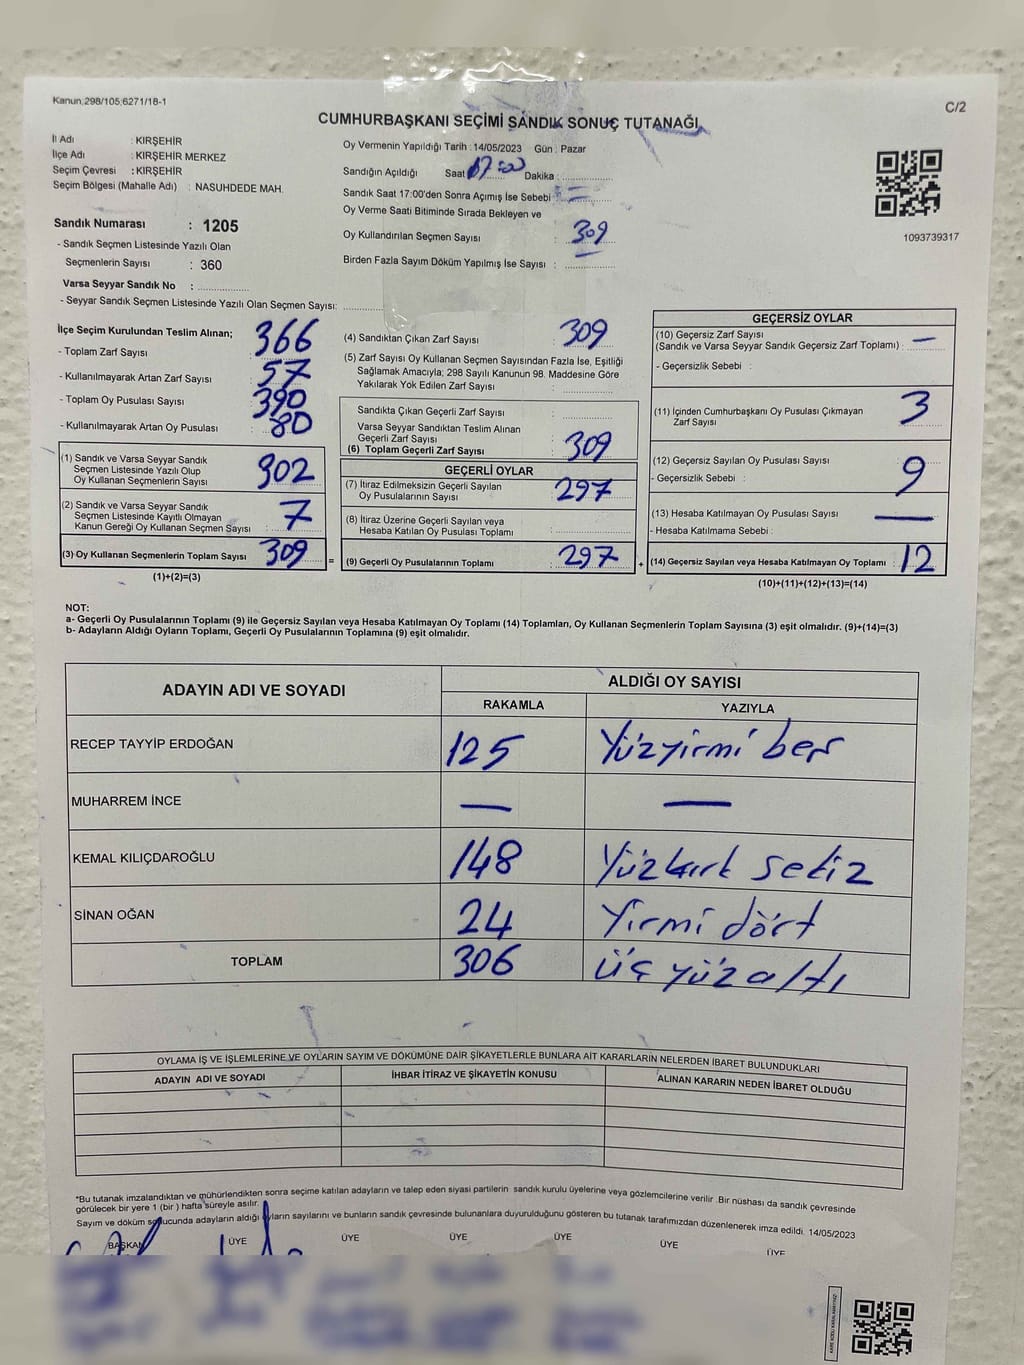 Kanun;298/105;6271/18-1
C/2
CUMHURBAŞKANI SEÇİMİ SANDIK SONUÇ TUTANAĞI
İl Adı : KIRŞEHİR
İlçe Adı : KIRŞEHİR MERKEZ
Seçim Çevresi : KIRŞEHİR
Seçim Bölgesi (Mahalle Adı) : NASUHDEDE MAH.
Sandık Numarası : 1205
- Sandık Seçmen Listesinde Yazılı Olan
Seçmenlerin Sayısı : 360
Varsa Seyyar Sandık No :
- Seyyar Sandık Seçmen Listesinde Yazılı Olan Seçmen Sayısı:
Oy Vermenin Yapıldığı Tarih : 14/05/2023 Gün : Pazar
Sandığın Açıldığı Saat 17:00 Dakika :
Sandık Saat 17:00'den Sonra Açımış İse Sebebi :
Oy Verme Saati Bitiminde Sırada Bekleyen ve
Oy Kullandırılan Seçmen Sayısı : 309
Birden Fazla Sayım Döküm Yapılmış İse Sayısı :
1093739317
İlçe Seçim Kurulundan Teslim Alınan;
- Toplam Zarf Sayısı : 366
- Kullanılmayarak Artan Zarf Sayısı : 57
- Toplam Oy Pusulası Sayısı : 390
- Kullanılmayarak Artan Oy Pusulası : 80
(1) Sandık ve Varsa Seyyar Sandık
Seçmen Listesinde Yazılı Olup
Oy Kullanan Seçmenlerin Sayısı : 302
(2) Sandık ve Varsa Seyyar Sandık
Seçmen Listesinde Kayıtlı Olmayan
Kanun Gereği Oy Kullanan Seçmen Sayısı : 7
(3) Oy Kullanan Seçmenlerin Toplam Sayısı : 309 =
(1)+(2)=(3)
(4) Sandıktan Çıkan Zarf Sayısı : 309
(5) Zarf Sayısı Oy Kullanan Seçmen Sayısından Fazla İse, Eşitliği
Sağlamak Amacıyla; 298 Sayılı Kanunun 98. Maddesine Göre
Yakılarak Yok Edilen Zarf Sayısı :
Sandıkta Çıkan Geçerli Zarf Sayısı :
Varsa Seyyar Sandıktan Teslim Alınan
Geçerli Zarf Sayısı :
(6) Toplam Geçerli Zarf Sayısı : 309
GEÇERLİ OYLAR
(7) İtiraz Edilmeksizin Geçerli Sayılan
Oy Pusulalarının Sayısı : 297
(8) İtiraz Üzerine Geçerli Sayılan veya
Hesaba Katılan Oy Pusulası Toplamı :
(9) Geçerli Oy Pusulalarının Toplamı : 297 +
GEÇERSİZ OYLAR
(10) Geçersiz Zarf Sayısı
(Sandık ve Varsa Seyyar Sandık Geçersiz Zarf Toplamı) : —
- Geçersizlik Sebebi :
(11) İçinden Cumhurbaşkanı Oy Pusulası Çıkmayan
Zarf Sayısı : 3
(12) Geçersiz Sayılan Oy Pusulası Sayısı : 9
- Geçersizlik Sebebi :
(13) Hesaba Katılmayan Oy Pusulası Sayısı : —
- Hesaba Katılmama Sebebi :
(14) Geçersiz Sayılan veya Hesaba Katılmayan Oy Toplamı : 12
(10)+(11)+(12)+(13)=(14)
NOT:
a- Geçerli Oy Pusulalarının Toplamı (9) ile Geçersiz Sayılan veya Hesaba Katılmayan Oy Toplamı (14) Toplamları, Oy Kullanan Seçmenlerin Toplam Sayısına (3) eşit olmalıdır. (9)+(14)=(3)
b- Adayların Aldığı Oyların Toplamı, Geçerli Oy Pusulalarının Toplamına (9) eşit olmalıdır.
ADAYIN ADI VE SOYADI
ALDIĞI OY SAYISI
RAKAMLA YAZIYLA
RECEP TAYYİP ERDOĞAN 125 Yüzyirmi beş
MUHARREM İNCE — —
KEMAL KILIÇDAROĞLU 148 Yüzkırk sekiz
SİNAN OĞAN 24 Yirmi dört
TOPLAM 306 Üç yüz altı
OYLAMA İŞ VE İŞLEMLERİNE VE OYLARIN SAYIM VE DÖKÜMÜNE DAİR ŞİKAYETLERLE BUNLARA AİT KARARLARIN NELERDEN İBARET BULUNDUKLARI
ADAYIN ADI VE SOYADI İHBAR İTİRAZ VE ŞİKAYETİN KONUSU ALINAN KARARIN NEDEN İBARET OLDUĞU
*Bu tutanak imzalandıktan ve mühürlendikten sonra seçime katılan adayların ve talep eden siyasi partilerin sandık kurulu üyelerine veya gözlemcilerine verilir .Bir nüshası da sandık çevresinde
görülecek bir yere 1 (bir ) hafta süreyle asılır.
Sayım ve döküm sonucunda adayların aldığı oyların sayılarını ve bunların sandık çevresinde bulunanlara duyurulduğunu gösteren bu tutanak tarafımızdan düzenlenerek imza edildi. 14/05/2023
BAŞKAN ÜYE ÜYE ÜYE ÜYE ÜYE ÜYE